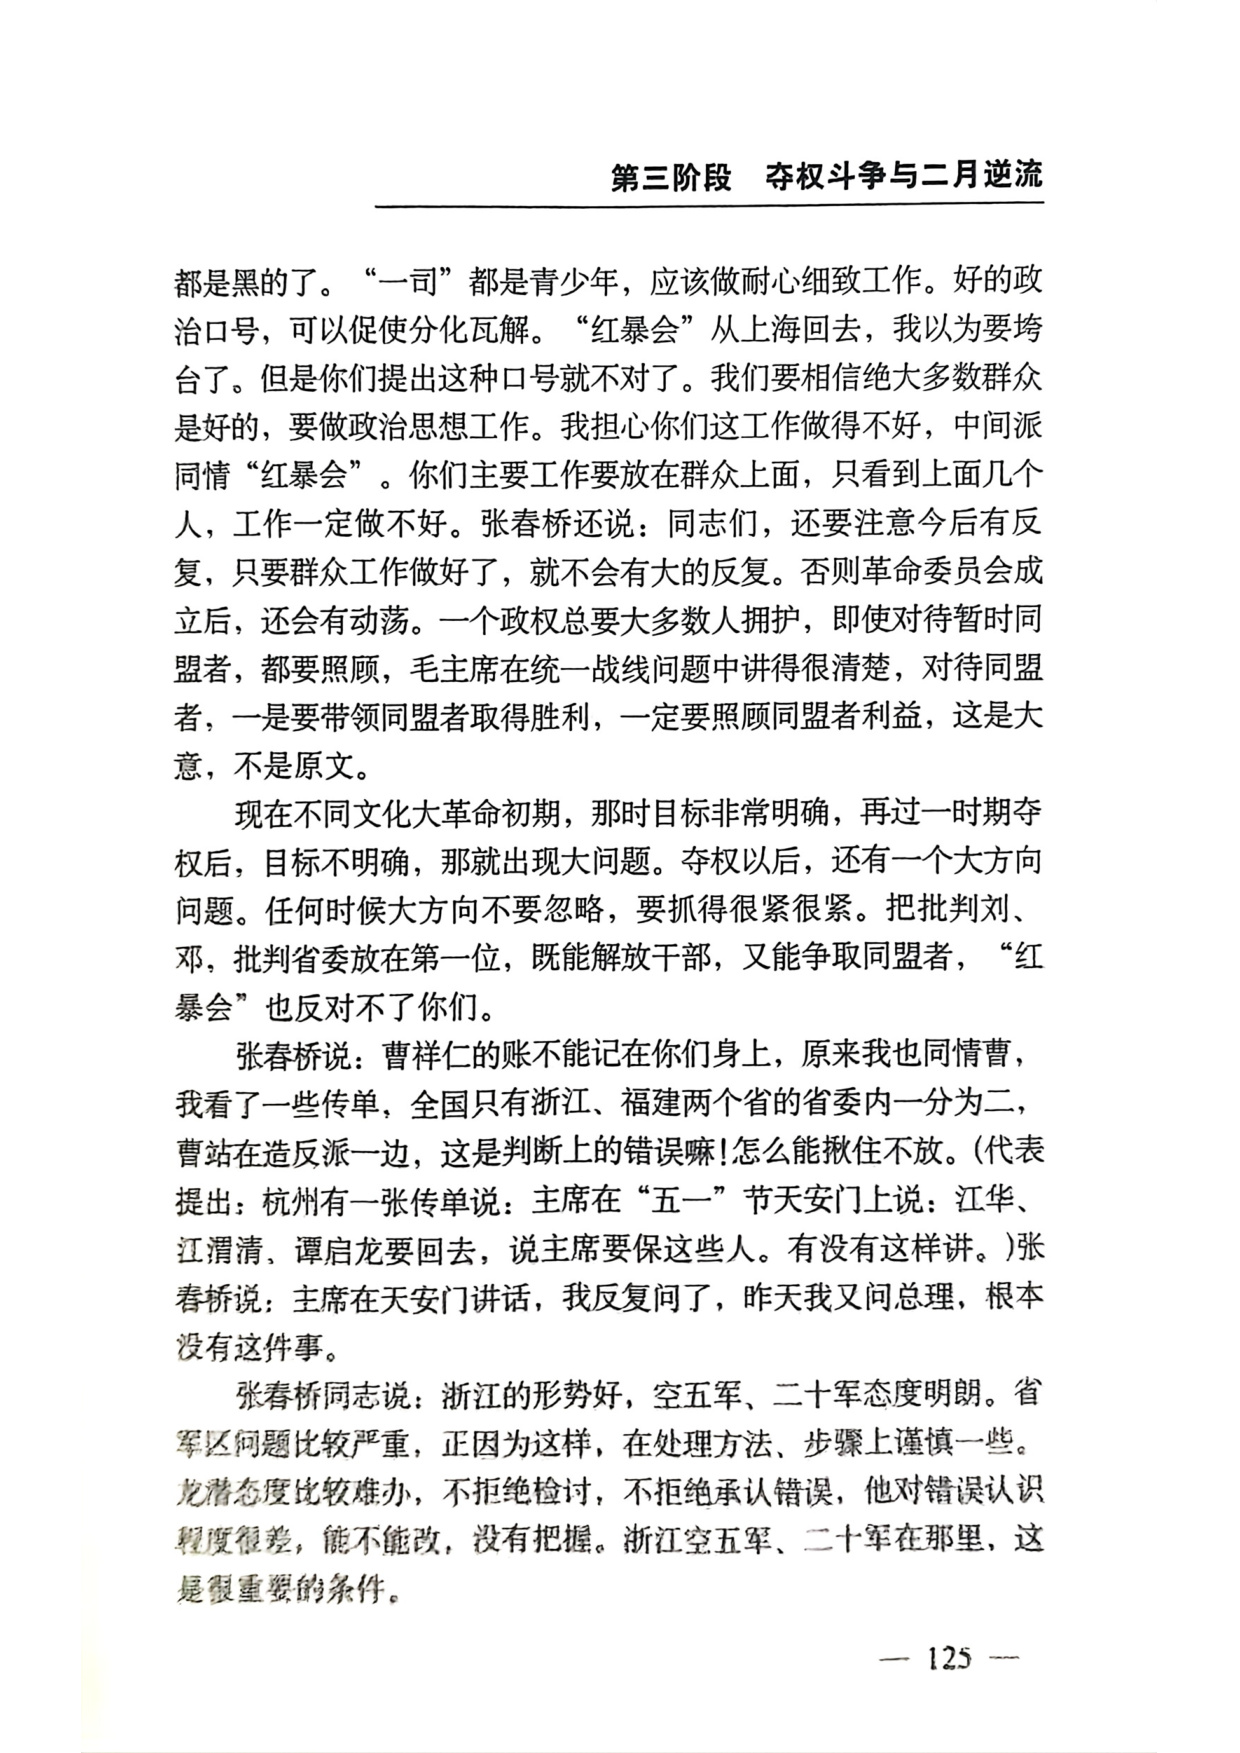 第三阶段　夺权斗争与二月逆流
都是黑的了。“一司”都是青少年，应该做耐心细致工作。好的政
治口号，可以促使分化瓦解。“红暴会”从上海回去，我以为要垮
台了。但是你们提出这种口号就不对了。我们要相信绝大多数群众
是好的，要做政治思想工作。我担心你们这工作做得不好，中间派
同情“红暴会”。你们主要工作要放在群众上面，只看到上面几个
人，工作一定做不好。张春桥还说：同志们，还要注意今后有反
复，只要群众工作做好了，就不会有大的反复。否则革命委员会成
立后，还会有动荡。一个政权总要大多数人拥护，即使对待暂时同
盟者，都要照顾，毛主席在统一战线问题中讲得很清楚，对待同盟
者，一是要带领同盟者取得胜利，一定要照顾同盟者利益，这是大
意，不是原文。
现在不同文化大革命初期，那时目标非常明确，再过一时期夺
权后，目标不明确，那就出现大问题。夺权以后，还有一个大方向
问题。任何时候大方向不要忽略，要抓得很紧很紧。把批判刘、
邓，批判省委放在第一位，既能解放干部，又能争取同盟者，“红
暴会”也反对不了你们。
张春桥说：曹祥仁的账不能记在你们身上，原来我也同情曹，
我看了一些传单，全国只有浙江、福建两个省的省委内一分为二，
曹站在造反派一边，这是判断上的错误嘛！怎么能揪住不放。（代表
提出：杭州有一张传单说：主席在“五一”节天安门上说：江华、
江渭清、谭启龙要回去，说主席要保这些人。有没有这样讲。）张
春桥说：主席在天安门讲话，我反复问了，昨天我又问总理，根本
没有这件事。
张春桥同志说：浙江的形势好，空五军、二十军态度明朗。省
军区问题比较严重，正因为这样，在处理方法、步骤上谨慎一些。
龙潜态度比较难办，不拒绝检讨，不拒绝承认错误，他对错误认识
程度很差，能不能改，没有把握。浙江空五军、二十军在那里，这
是很重要的条件。
— 125 —